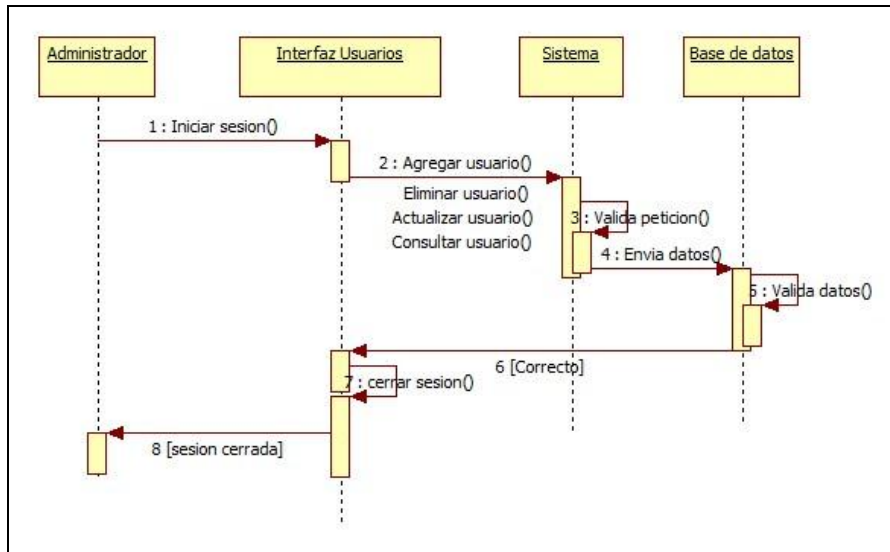 Administrador
Interfaz Usuarios
Sistema
Base de datos
1 : Iniciar sesion()
2 : Agregar usuario()
Eliminar usuario()
Actualizar usuario()
Consultar usuario()
3 : Valida peticion()
4 : Envia datos()
5 : Valida datos()
6 [Correcto]
7 : cerrar sesion()
8 [sesion cerrada]